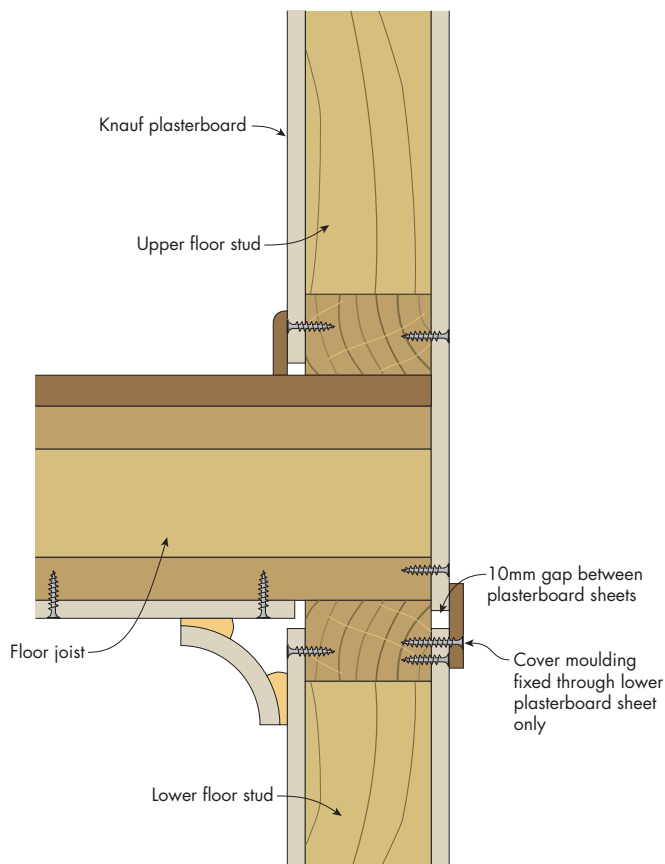 Knauf plasterboard
Upper floor stud
10mm gap between
plasterboard sheets
Floor joist
Cover moulding
fixed through lower
plasterboard sheet
only
Lower floor stud